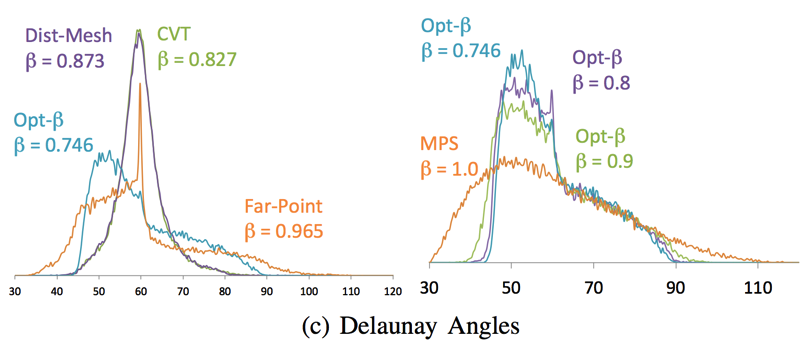 Dist-Mesh
β = 0.873
CVT
β = 0.827
Opt-β
β = 0.746
Far-Point
β = 0.965
30 40 50 60 70 80 90 100 110 120
Opt-β
β = 0.746
Opt-β
β = 0.8
MPS
β = 1.0
Opt-β
β = 0.9
30 50 70 90 110
(c) Delaunay Angles